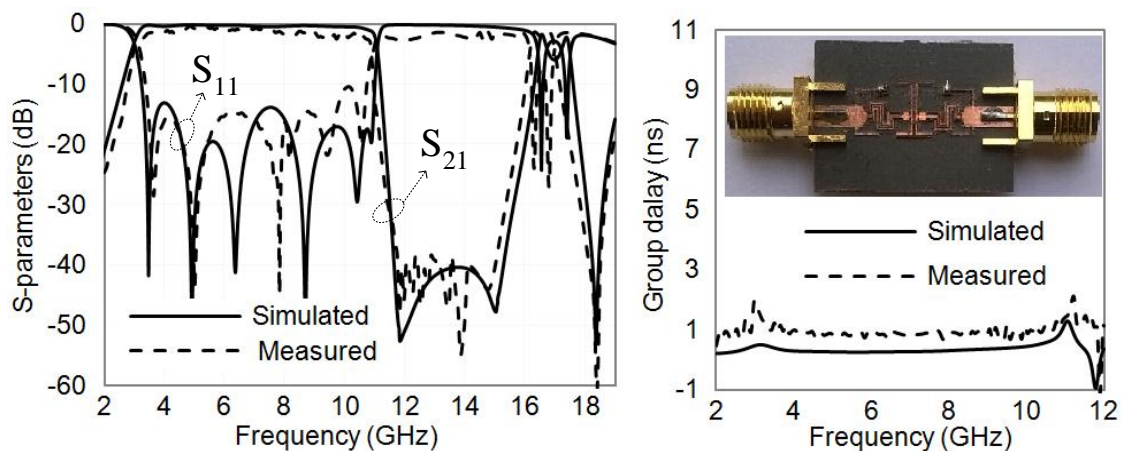 S-parameters (dB)
0
-10
-20
-30
-40
-50
-60
S11
S21
Simulated
Measured
2 4 6 8 10 12 14 16 18
Frequency (GHz)
Group dalay (ns)
11
9
7
5
3
1
-1
Simulated
Measured
2 4 6 8 10 12
Frequency (GHz)